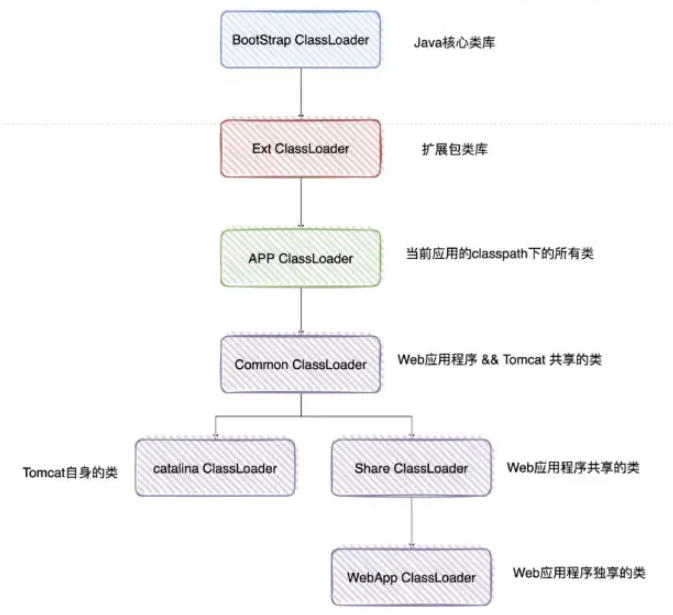 BootStrap ClassLoader
Java核心类库
Ext ClassLoader
扩展包类库
APP ClassLoader
当前应用的classpath下的所有类
Common ClassLoader
Web应用程序 && Tomcat 共享的类
Tomcat自身的类
catalina ClassLoader
Share ClassLoader
Web应用程序共享的类
WebApp ClassLoader
Web应用程序独享的类